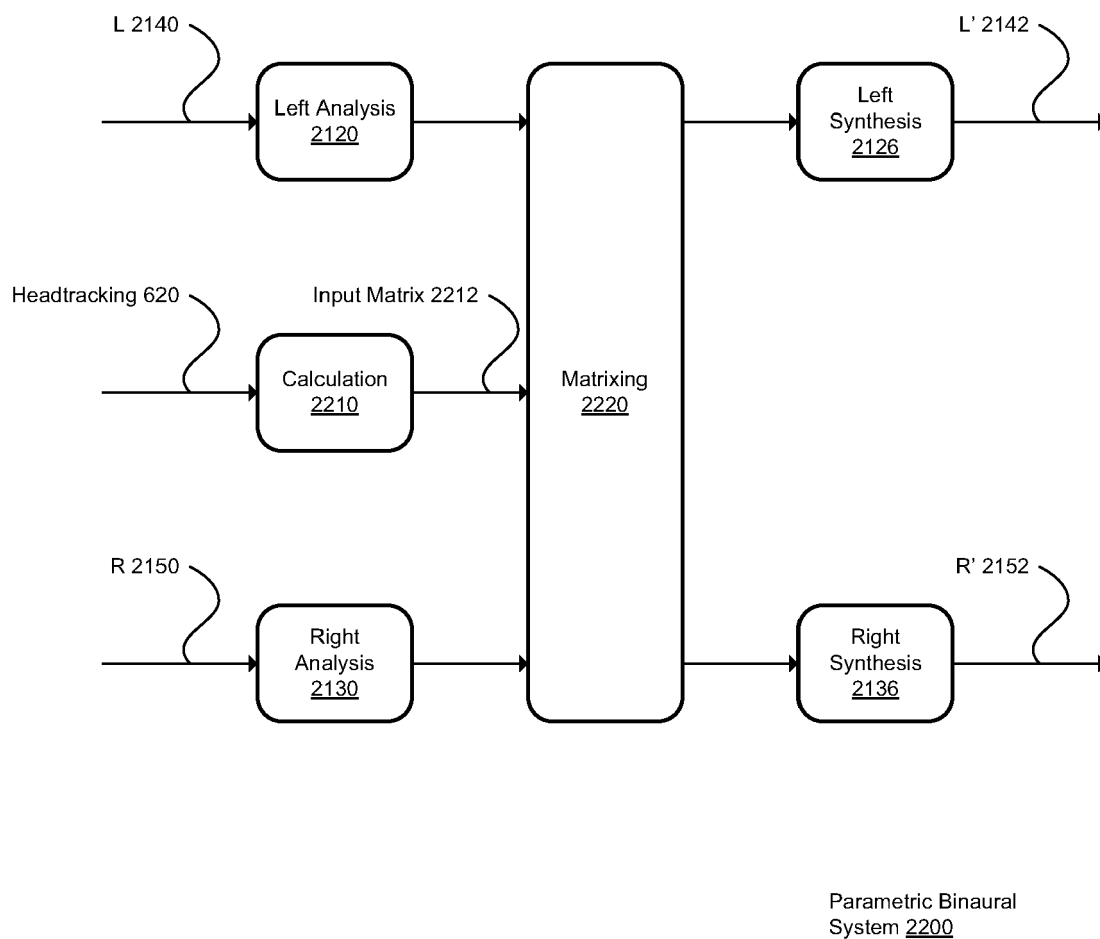 L 2140
L' 2142
Left Analysis
2120
Left
Synthesis
2126
Headtracking 620
Input Matrix 2212
Calculation
2210
Matrixing
2220
R 2150
R' 2152
Right
Analysis
2130
Right
Synthesis
2136
Parametric Binaural
System 2200